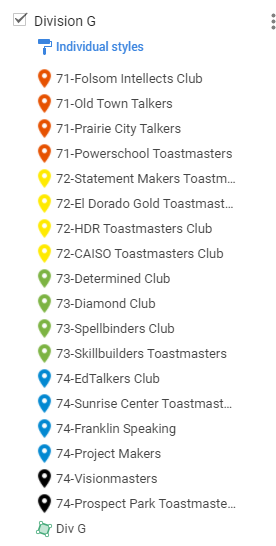 Division G
Individual styles
71-Folsom Intellects Club
71-Old Town Talkers
71-Prairie City Talkers
71-Powerschool Toastmasters
72-Statement Makers Toastm...
72-El Dorado Gold Toastmast...
72-HDR Toastmasters Club
72-CAISO Toastmasters Club
73-Determined Club
73-Diamond Club
73-Spellbinders Club
73-Skillbuilders Toastmasters
74-EdTalkers Club
74-Sunrise Center Toastmast...
74-Franklin Speaking
74-Project Makers
74-Visionmasters
74-Prospect Park Toastmaste...
Div G